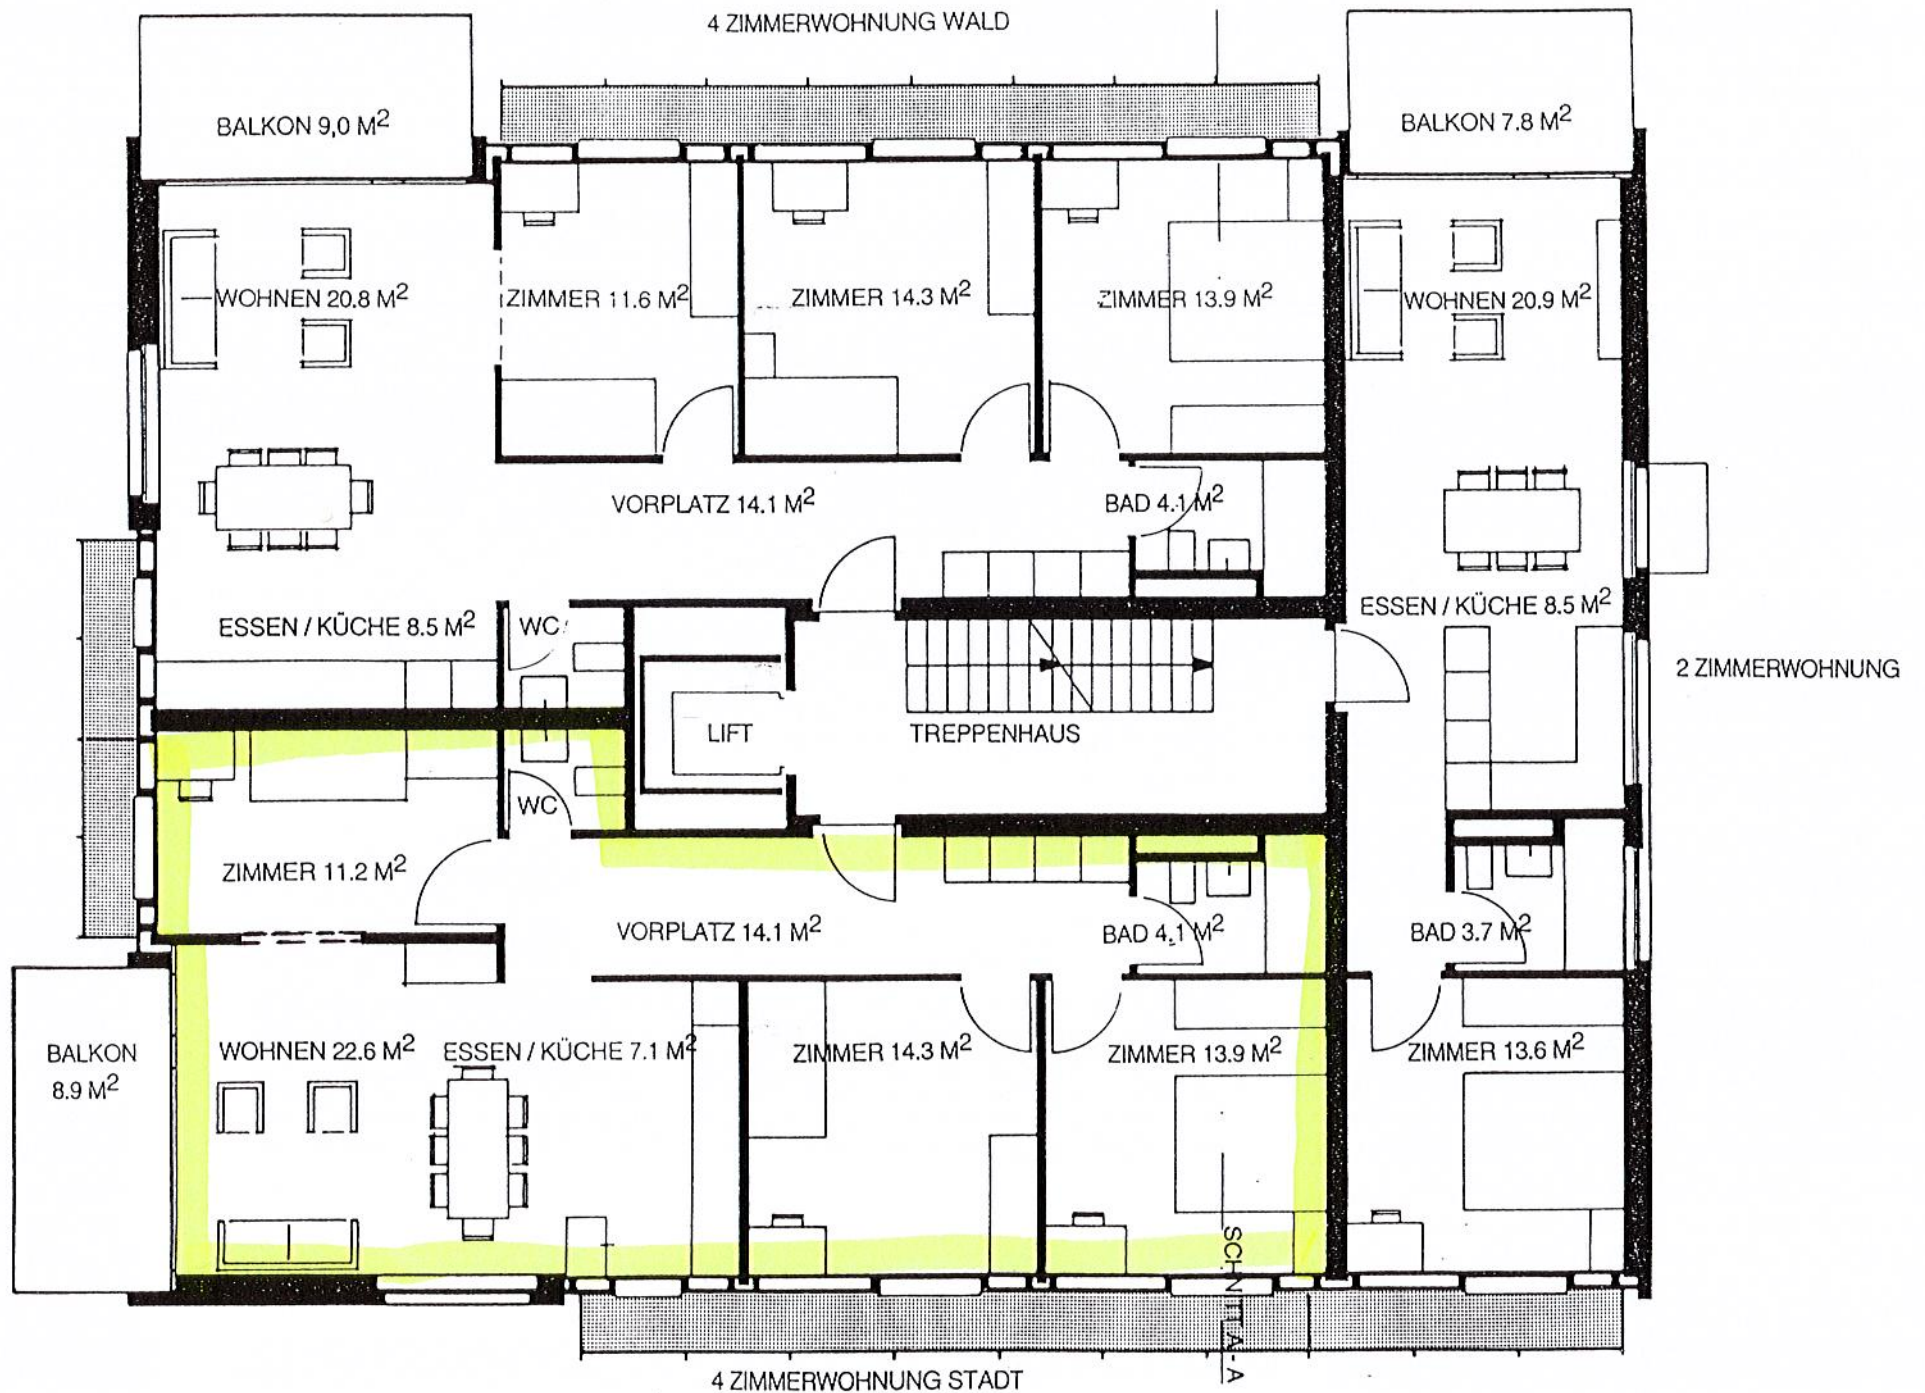 4 ZIMMERWOHNUNG WALD
BALKON 9,0 M²
BALKON 7.8 M²
WOHNEN 20.8 M²
ZIMMER 11.6 M²
ZIMMER 14.3 M²
ZIMMER 13.9 M²
WOHNEN 20.9 M²
VORPLATZ 14.1 M²
BAD 4.1 M²
ESSEN / KÜCHE 8.5 M²
WC
ESSEN / KÜCHE 8.5 M²
2 ZIMMERWOHNUNG
LIFT
TREPPENHAUS
WC
ZIMMER 11.2 M²
VORPLATZ 14.1 M²
BAD 4.1 M²
BAD 3.7 M²
BALKON
8.9 M²
WOHNEN 22.6 M²
ESSEN / KÜCHE 7.1 M²
ZIMMER 14.3 M²
ZIMMER 13.9 M²
ZIMMER 13.6 M²
SCHNITT A-A
4 ZIMMERWOHNUNG STADT